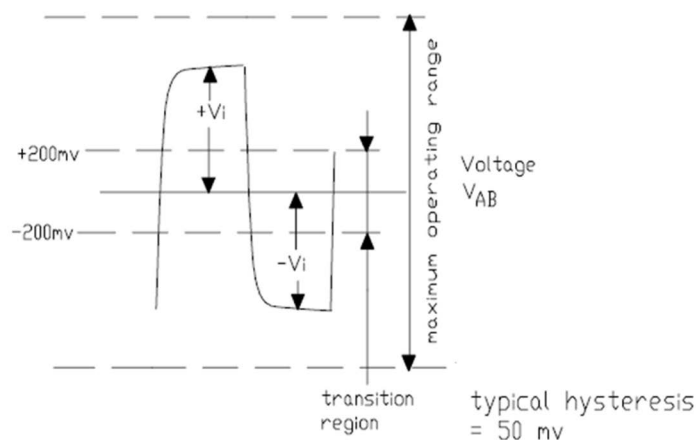 +Vi
+200mv
-200mv
-Vi
maximum operating range
Voltage
VAB
transition
region
typical hysteresis
= 50 mv